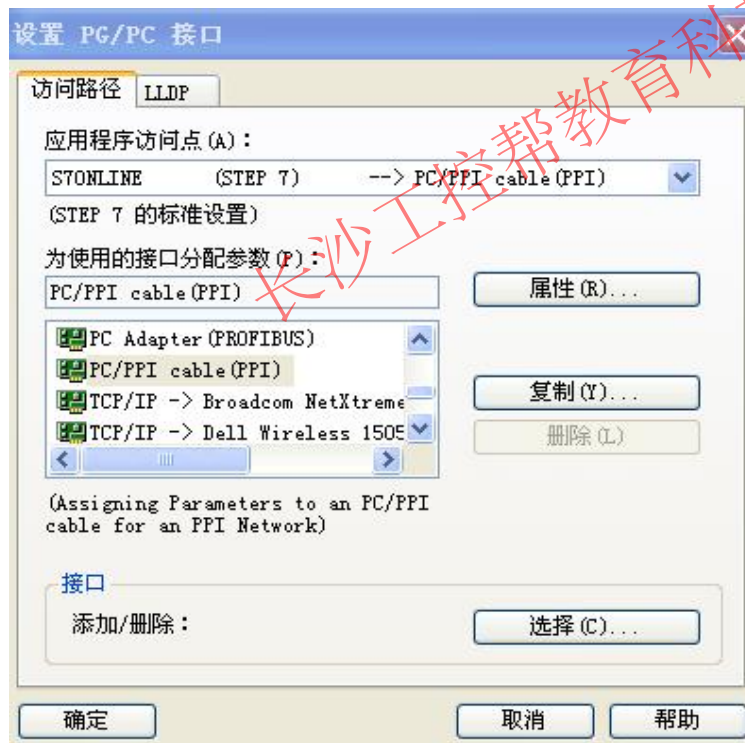 设置 PG/PC 接口
访问路径 LLDP
应用程序访问点(A):
S7ONLINE (STEP 7) --> PC/PPI cable(PPI)
(STEP 7 的标准设置)
为使用的接口分配参数(P):
PC/PPI cable(PPI)
属性(R)...
PC Adapter(PROFIBUS)
PC/PPI cable(PPI)
TCP/IP -> Broadcom NetXtreme
TCP/IP -> Dell Wireless 1505
复制(Y)...
删除(L)
(Assigning Parameters to an PC/PPI
cable for an PPI Network)
接口
添加/删除:
选择(C)...
确定 取消 帮助
长沙工控帮教育科